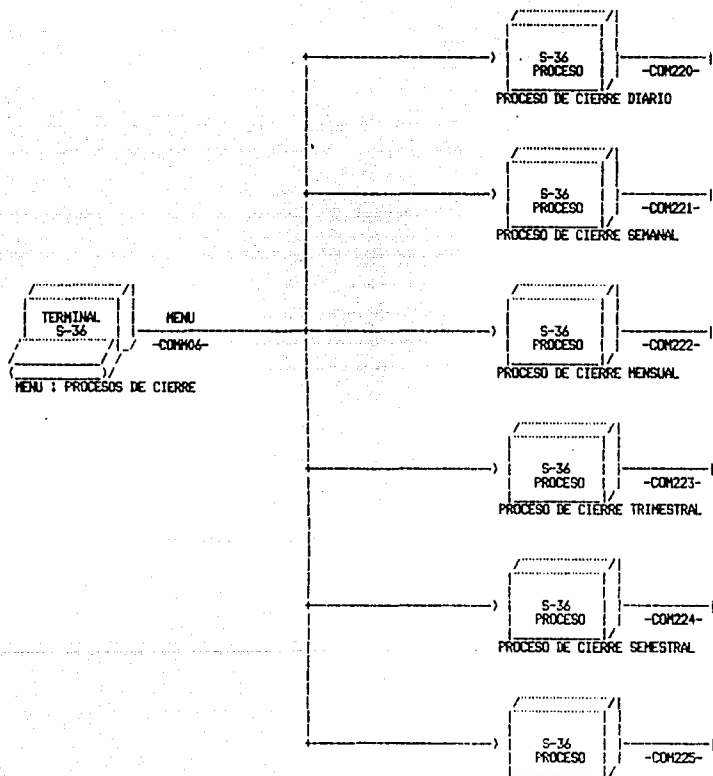 S-36
PROCESO
-COM220-
PROCESO DE CIERRE DIARIO
S-36
PROCESO
-COM221-
PROCESO DE CIERRE SEMANAL
TERMINAL
S-36
MENU
-COMM06-
MENU : PROCESOS DE CIERRE
S-36
PROCESO
-COM222-
PROCESO DE CIERRE MENSUAL
S-36
PROCESO
-COM223-
PROCESO DE CIERRE TRIMESTRAL
S-36
PROCESO
-COM224-
PROCESO DE CIERRE SEMESTRAL
S-36
PROCESO
-COM225-